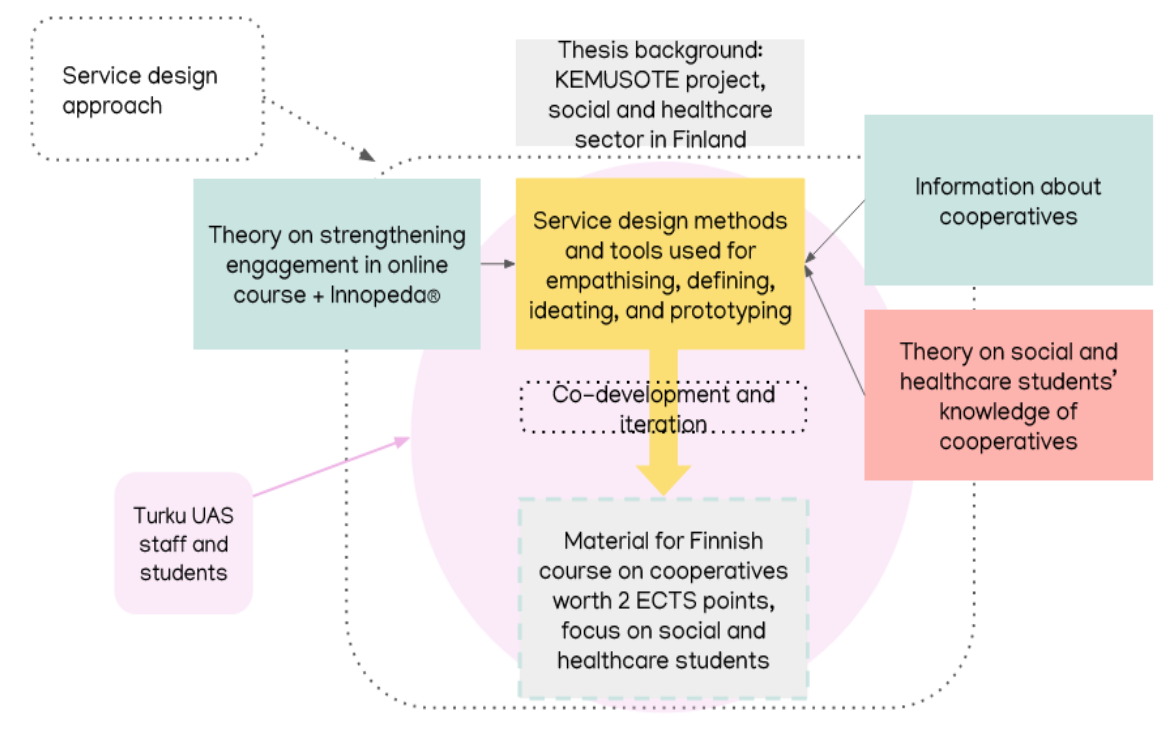 Service design
approach
Thesis background:
KEMUSOTE project,
social and healthcare
sector in Finland
Information about
cooperatives
Theory on strengthening
engagement in online
course + Innopeda®
Service design methods
and tools used for
empathising, defining,
ideating, and prototyping
Theory on social and
healthcare students’
knowledge of
cooperatives
Co-development and
iteration
Turku UAS
staff and
students
Material for Finnish
course on cooperatives
worth 2 ECTS points,
focus on social and
healthcare students